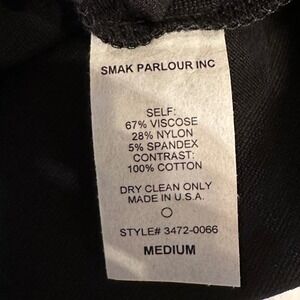 SMAK PARLOUR INC
SELF:
67% VISCOSE
28% NYLON
5% SPANDEX
CONTRAST:
100% COTTON
DRY CLEAN ONLY
MADE IN U.S.A.
STYLE# 3472-0066
MEDIUM